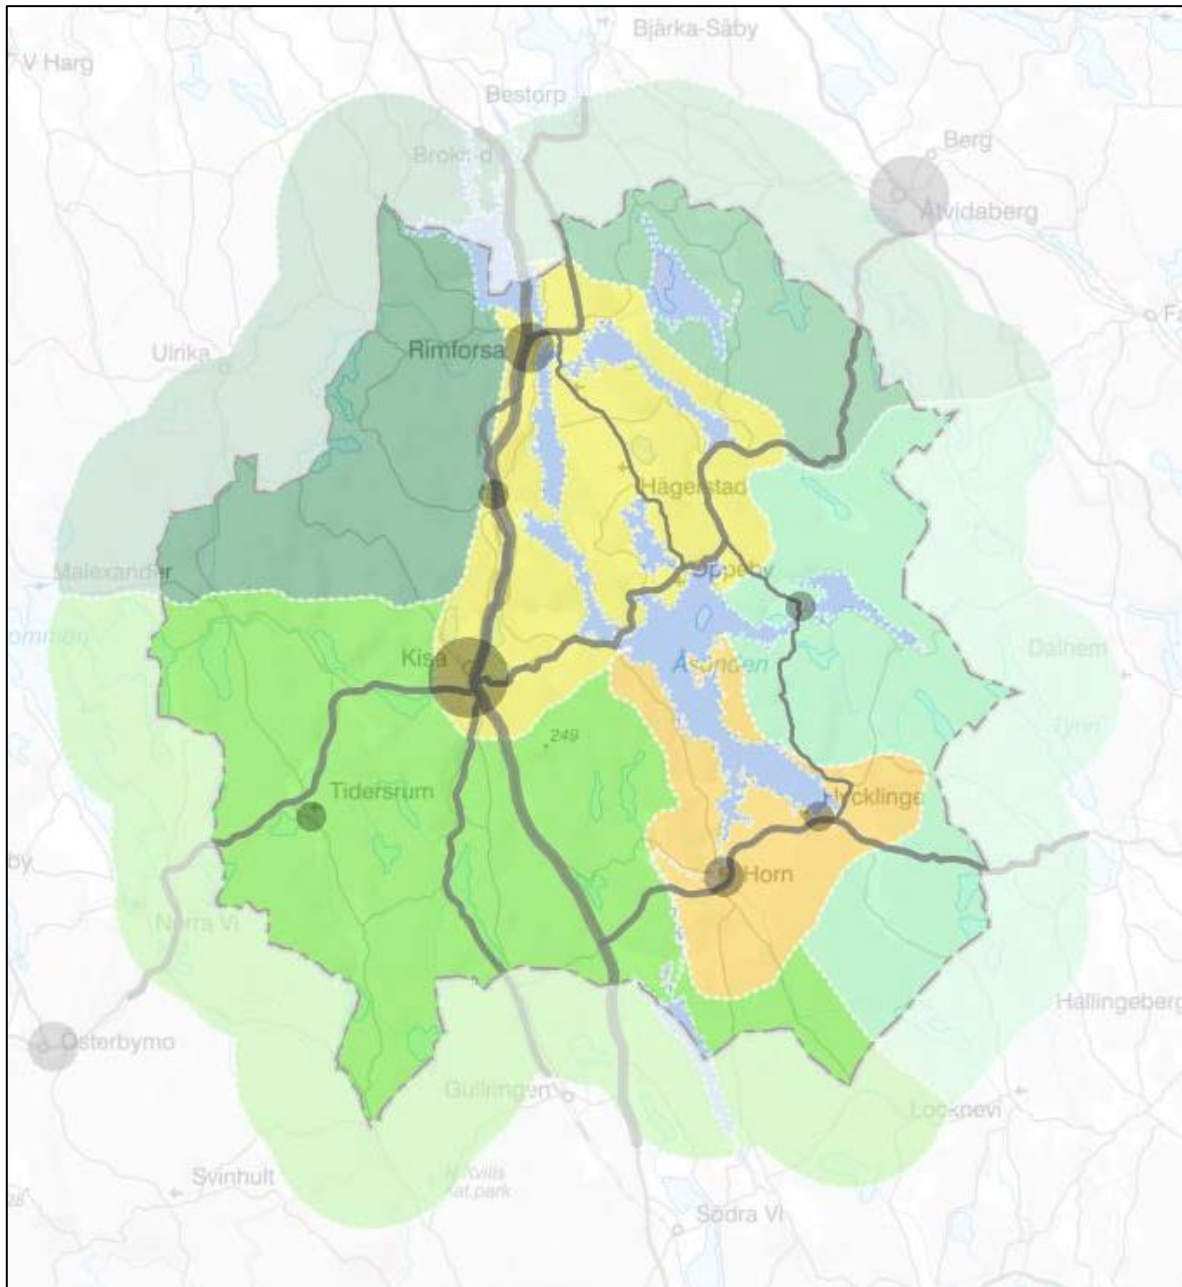 Bjärka-Säby
V Harg
Bestorp
Berg
Åtvidaberg
Ulrika
Rimforsa
Hägerstad
Malexander
Kisa
Åsunden
Dalhem
Tynn
249
Tidersrum
Hycklinge
Horn
Norra Vi
Hallingeberg
Österbymo
Gullringen
Locknevi
Svinhult
Södra VI